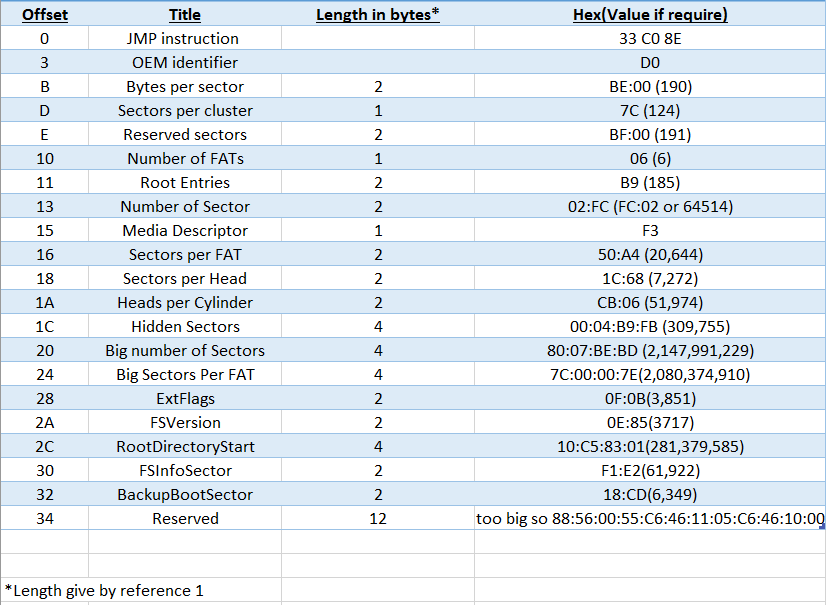 Offset Title Length in bytes* Hex(Value if require)
0 JMP instruction 33 C0 8E
3 OEM identifier D0
B Bytes per sector 2 BE:00 (190)
D Sectors per cluster 1 7C (124)
E Reserved sectors 2 BF:00 (191)
10 Number of FATs 1 06 (6)
11 Root Entries 2 B9 (185)
13 Number of Sector 2 02:FC (FC:02 or 64514)
15 Media Descriptor 1 F3
16 Sectors per FAT 2 50:A4 (20,644)
18 Sectors per Head 2 1C:68 (7,272)
1A Heads per Cylinder 2 CB:06 (51,974)
1C Hidden Sectors 4 00:04:B9:FB (309,755)
20 Big number of Sectors 4 80:07:BE:BD (2,147,991,229)
24 Big Sectors Per FAT 4 7C:00:00:7E(2,080,374,910)
28 ExtFlags 2 0F:0B(3,851)
2A FSVersion 2 0E:85(3717)
2C RootDirectoryStart 4 10:C5:83:01(281,379,585)
30 FSInfoSector 2 F1:E2(61,922)
32 BackupBootSector 2 18:CD(6,349)
34 Reserved 12 too big so 88:56:00:55:C6:46:11:05:C6:46:10:00
*Length give by reference 1